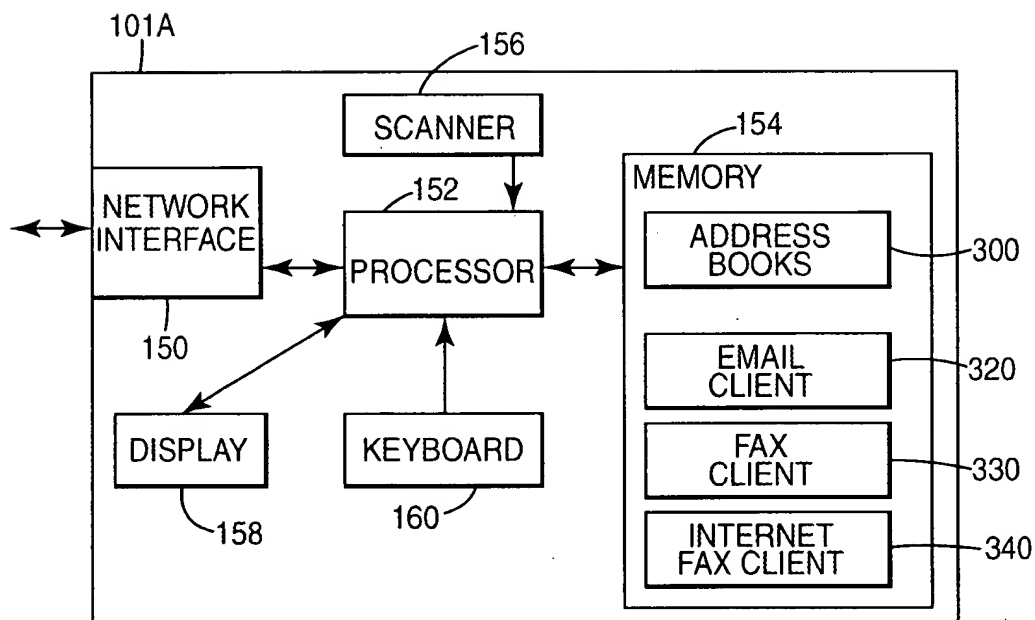 101A
156
SCANNER
154
MEMORY
152
NETWORK
INTERFACE
PROCESSOR
ADDRESS
BOOKS
300
150
EMAIL
CLIENT
320
DISPLAY
KEYBOARD
FAX
CLIENT
330
158
160
INTERNET
FAX CLIENT
340